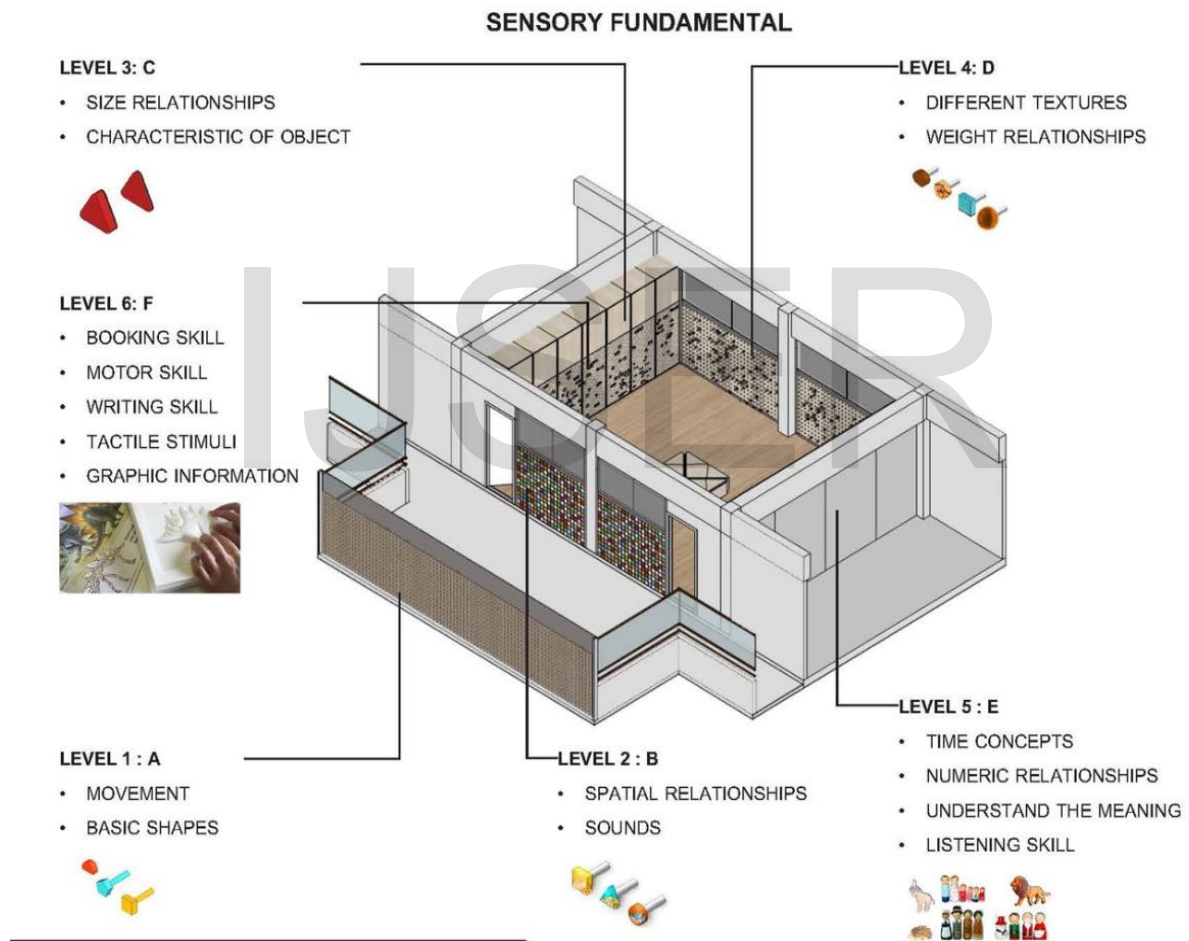 SENSORY FUNDAMENTAL
LEVEL 3: C
• SIZE RELATIONSHIPS
• CHARACTERISTIC OF OBJECT
LEVEL 4: D
• DIFFERENT TEXTURES
• WEIGHT RELATIONSHIPS
LEVEL 6: F
• BOOKING SKILL
• MOTOR SKILL
• WRITING SKILL
• TACTILE STIMULI
• GRAPHIC INFORMATION
IJSER
LEVEL 1 : A
• MOVEMENT
• BASIC SHAPES
LEVEL 2 : B
• SPATIAL RELATIONSHIPS
• SOUNDS
LEVEL 5 : E
• TIME CONCEPTS
• NUMERIC RELATIONSHIPS
• UNDERSTAND THE MEANING
• LISTENING SKILL